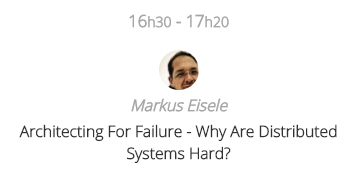 16h30 - 17h20
Markus Eisele
Architecting For Failure - Why Are Distributed
Systems Hard?